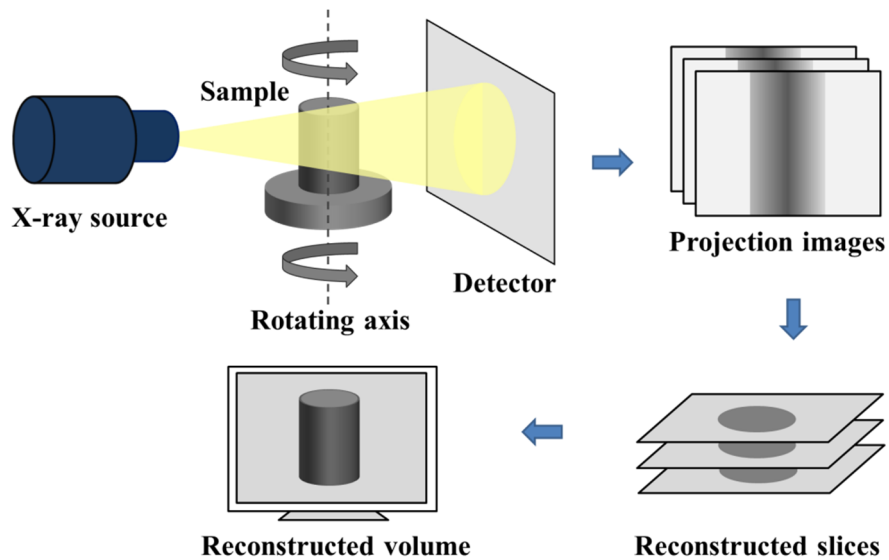 Sample
X-ray source
Rotating axis
Detector
Projection images
Reconstructed volume
Reconstructed slices